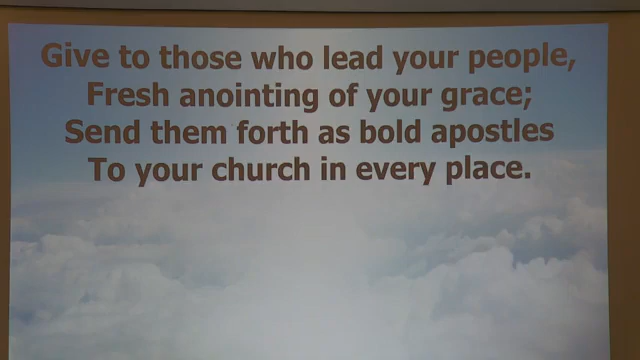 Give to those who lead your people,
Fresh anointing of your grace;
Send them forth as bold apostles
To your church in every place.